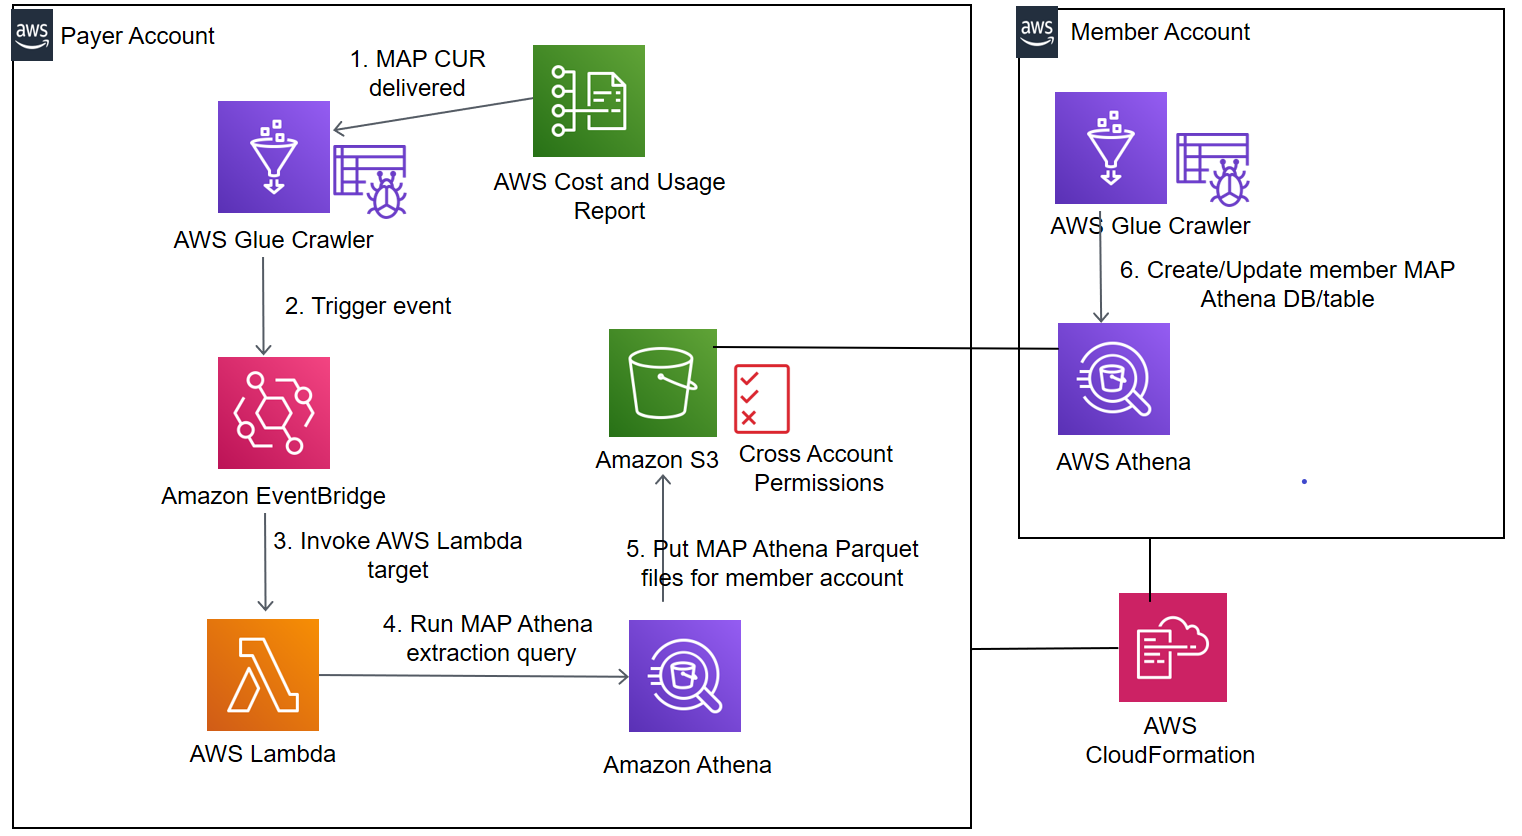 aws
Payer Account
1. MAP CUR
delivered
AWS Cost and Usage
Report
AWS Glue Crawler
2. Trigger event
Amazon EventBridge
3. Invoke AWS Lambda
target
AWS Lambda
4. Run MAP Athena
extraction query
Amazon Athena
5. Put MAP Athena Parquet
files for member account
Amazon S3
Cross Account
Permissions
aws
Member Account
AWS Glue Crawler
6. Create/Update member MAP
Athena DB/table
AWS Athena
AWS
CloudFormation